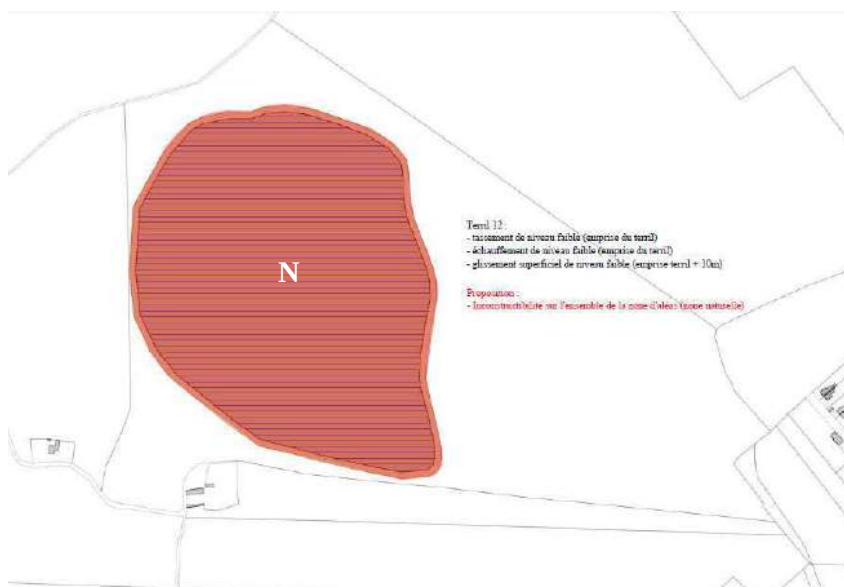 N
Terril 12 :
- tassement de niveau faible (emprise du terril)
- échauffement de niveau faible (emprise du terril)
- glissement superficiel de niveau faible (emprise terril + 10m)
Proposition :
- Inconstructibilité sur l'ensemble de la zone d'aléas (zone naturelle)